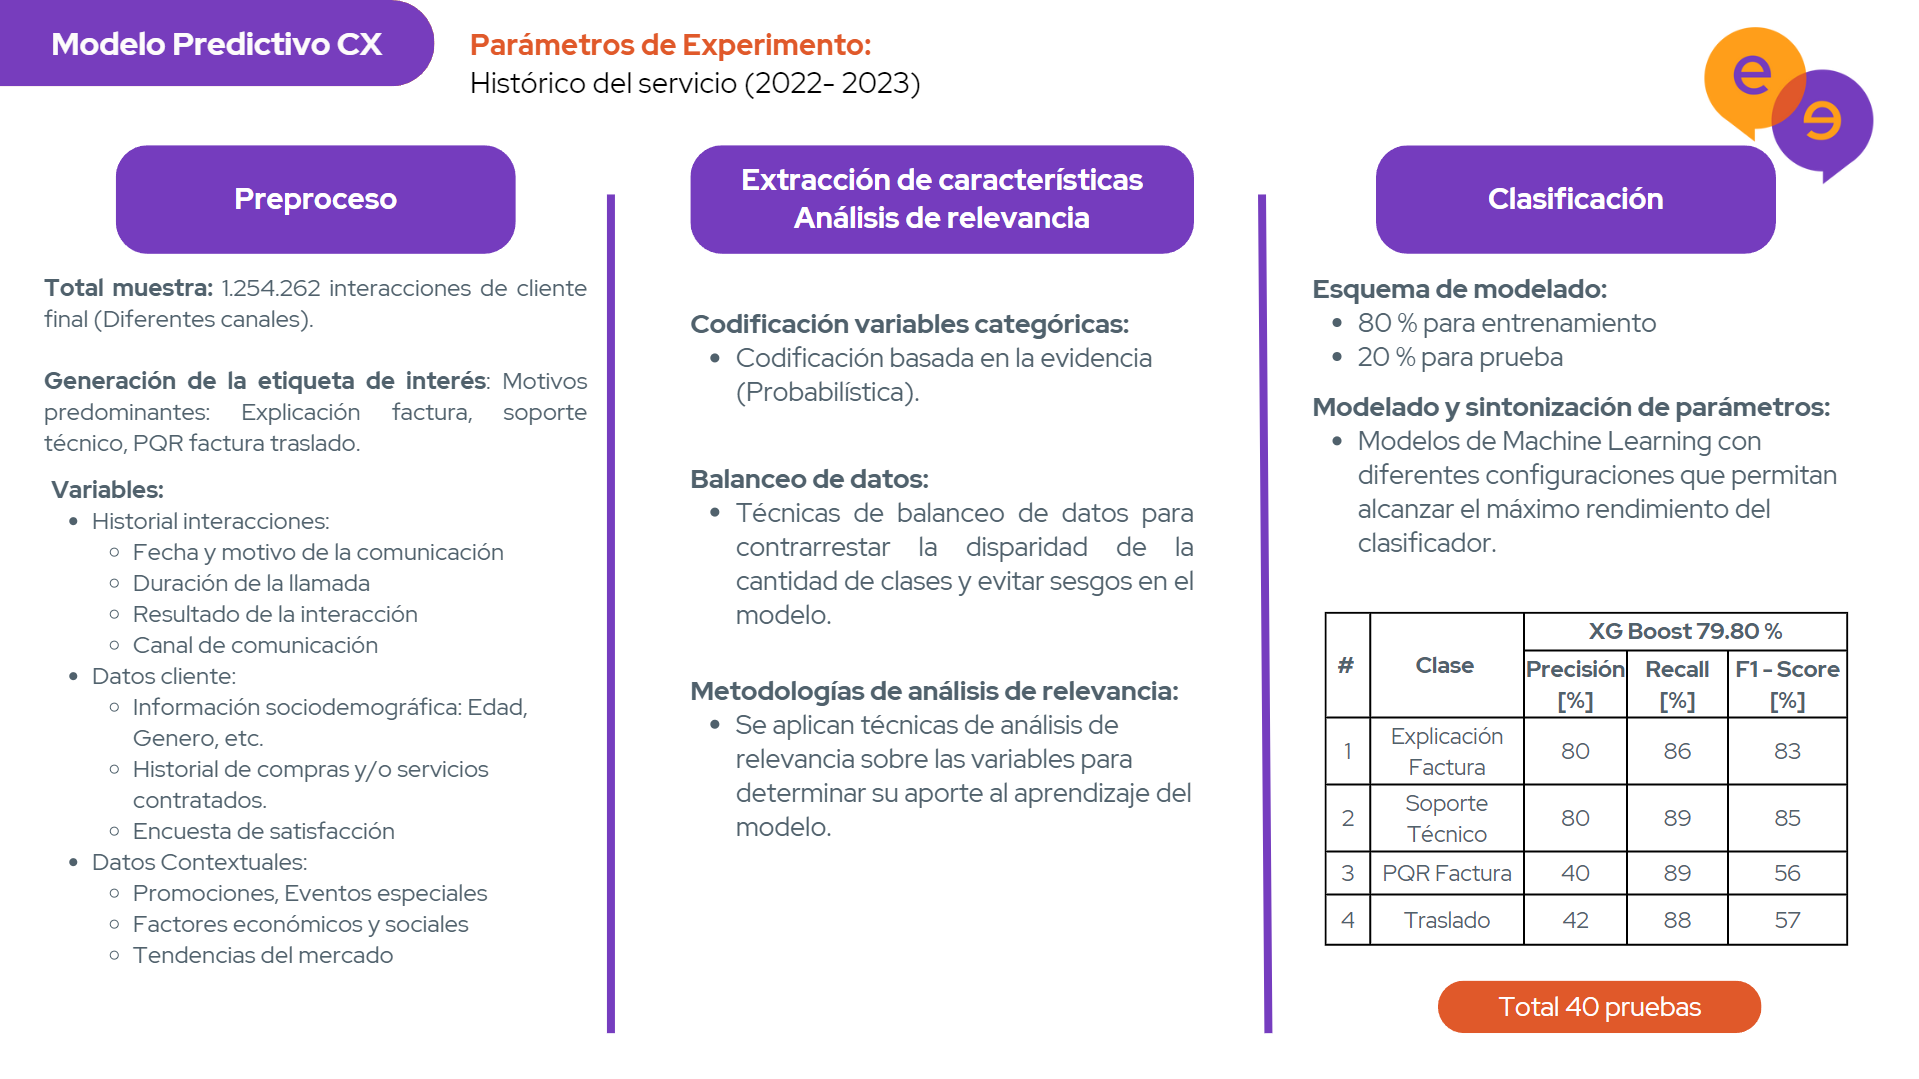 Modelo Predictivo CX
Parámetros de Experimento:
Histórico del servicio (2022- 2023)
e
e
Preproceso
Total muestra: 1.254.262 interacciones de cliente
final (Diferentes canales).
Generación de la etiqueta de interés: Motivos
predominantes: Explicación factura, soporte
técnico, PQR factura traslado.
Variables:
• Historial interacciones:
◦ Fecha y motivo de la comunicación
◦ Duración de la llamada
◦ Resultado de la interacción
◦ Canal de comunicación
• Datos cliente:
◦ Información sociodemográfica: Edad,
Genero, etc.
◦ Historial de compras y/o servicios
contratados.
◦ Encuesta de satisfacción
• Datos Contextuales:
◦ Promociones, Eventos especiales
◦ Factores económicos y sociales
◦ Tendencias del mercado
Extracción de características
Análisis de relevancia
Codificación variables categóricas:
• Codificación basada en la evidencia
(Probabilística).
Balanceo de datos:
• Técnicas de balanceo de datos para
contrarrestar la disparidad de la
cantidad de clases y evitar sesgos en el
modelo.
Metodologías de análisis de relevancia:
• Se aplican técnicas de análisis de
relevancia sobre las variables para
determinar su aporte al aprendizaje del
modelo.
Clasificación
Esquema de modelado:
• 80 % para entrenamiento
• 20 % para prueba
Modelado y sintonización de parámetros:
• Modelos de Machine Learning con
diferentes configuraciones que permitan
alcanzar el máximo rendimiento del
clasificador.
XG Boost 79.80 %
# Clase Precisión [%] Recall [%] F1 - Score [%]
1 Explicación Factura 80 86 83
2 Soporte Técnico 80 89 85
3 PQR Factura 40 89 56
4 Traslado 42 88 57
Total 40 pruebas